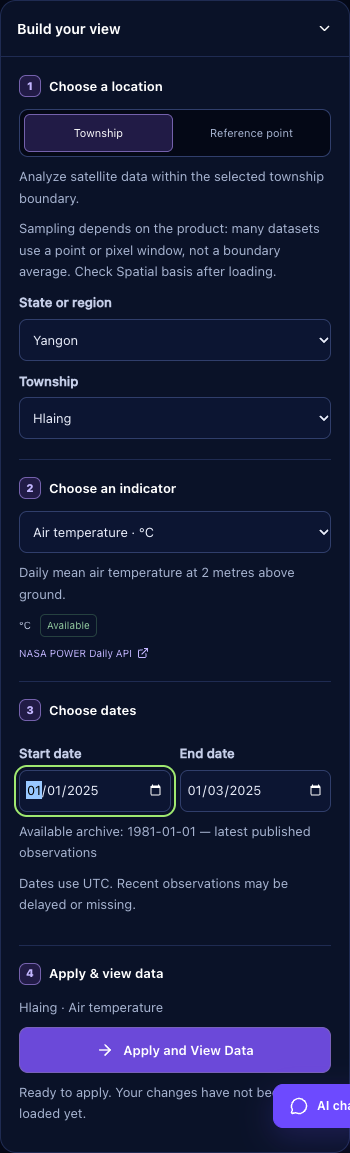 Build your view
1 Choose a location
Township Reference point
Analyze satellite data within the selected township
boundary.
Sampling depends on the product: many datasets
use a point or pixel window, not a boundary
average. Check Spatial basis after loading.
State or region
Yangon
Township
Hlaing
2 Choose an indicator
Air temperature · °C
Daily mean air temperature at 2 metres above
ground.
°C Available
NASA POWER Daily API
3 Choose dates
Start date End date
01/01/2025 01/03/2025
Available archive: 1981-01-01 — latest published
observations
Dates use UTC. Recent observations may be
delayed or missing.
4 Apply & view data
Hlaing · Air temperature
Apply and View Data
Ready to apply. Your changes have not
loaded yet.
AI